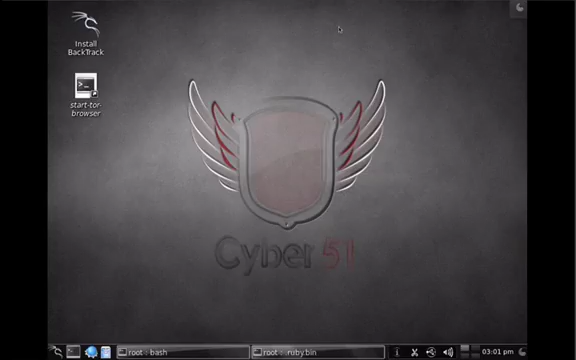 Install
BackTrack
start-tor-
browser
Cyber 51
root : bash
root : .ruby.bin
03:01 pm